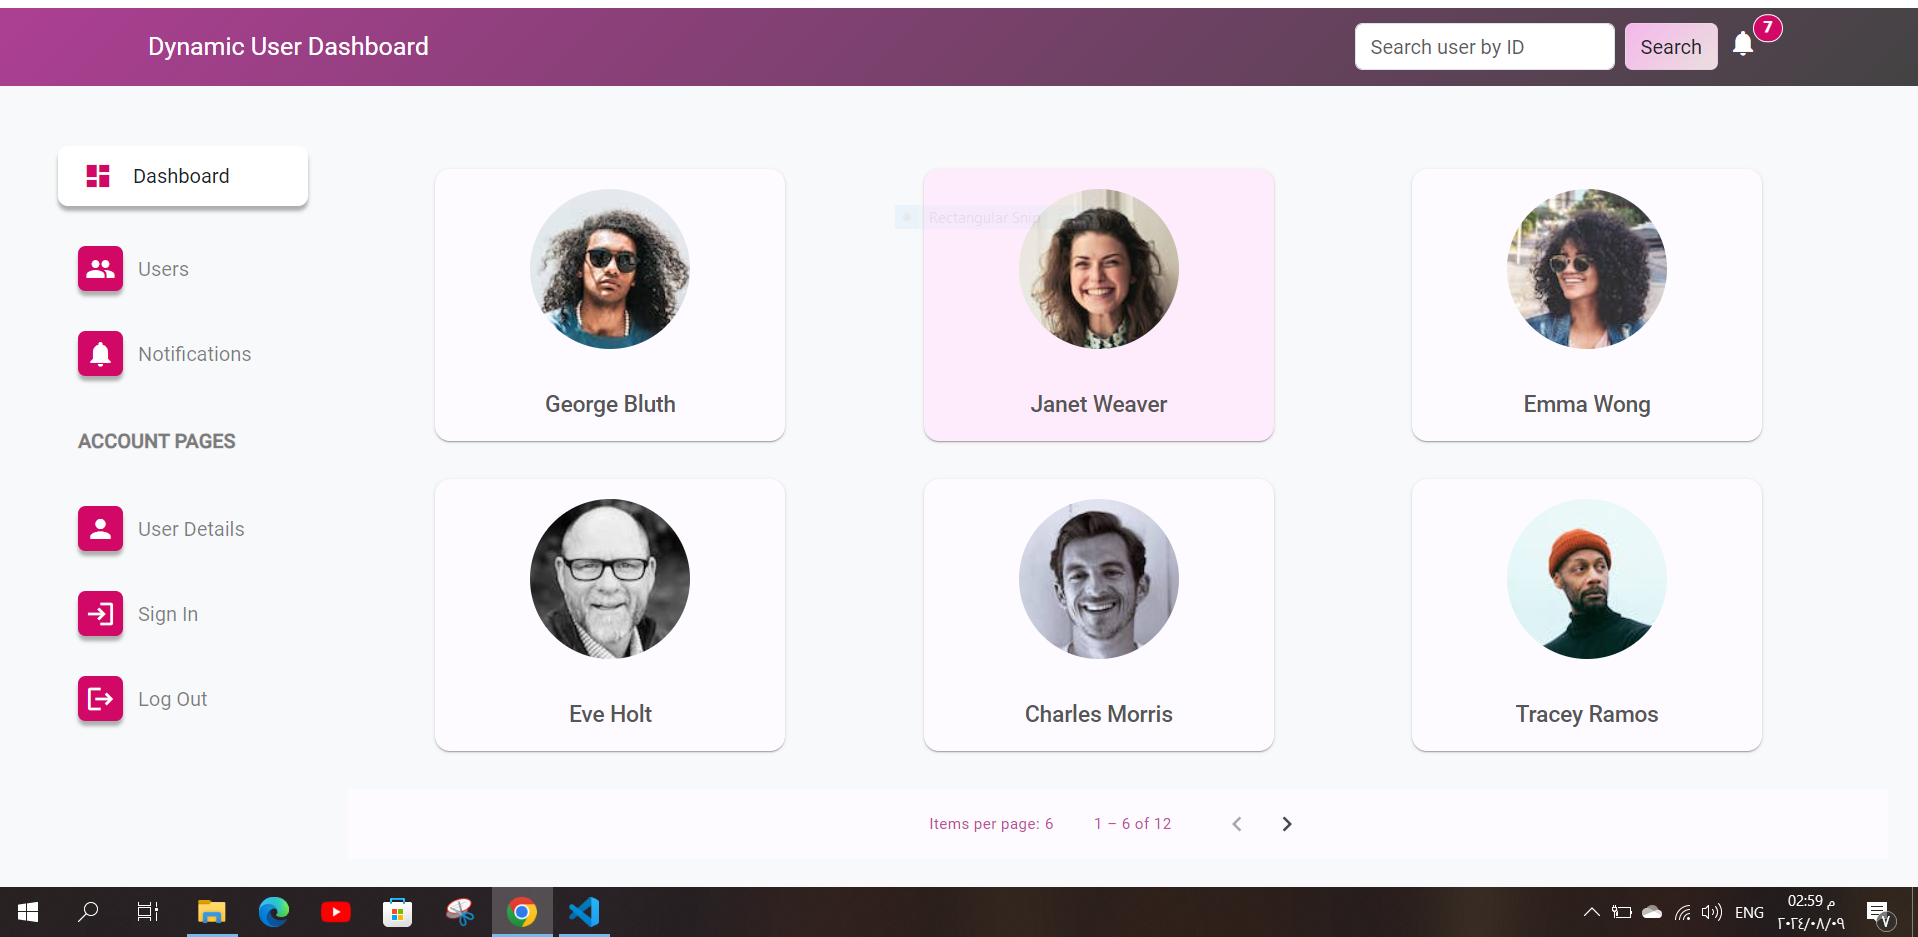 Dynamic User Dashboard
Search user by ID
Search
7
Dashboard
Users
Notifications
ACCOUNT PAGES
User Details
Sign In
Log Out
Rectangular Snip
George Bluth
Janet Weaver
Emma Wong
Eve Holt
Charles Morris
Tracey Ramos
Items per page: 6
1 – 6 of 12
ENG
02:59 م
٢٠٢٤/٠٨/٠٩
٧